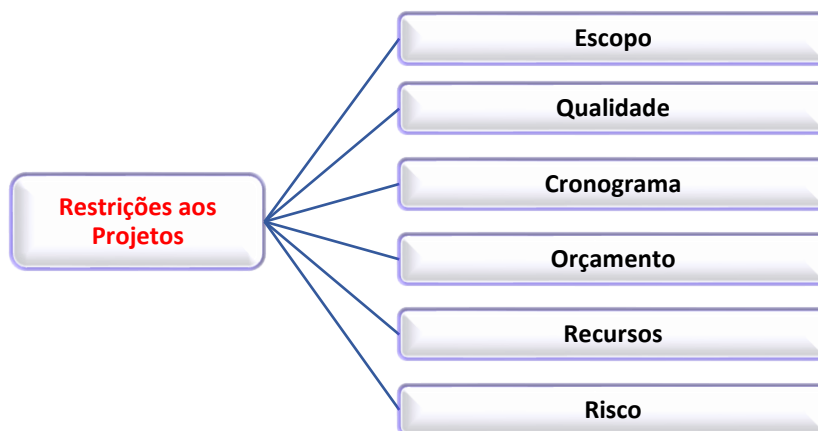 Restrições aos
Projetos
Escopo
Qualidade
Cronograma
Orçamento
Recursos
Risco